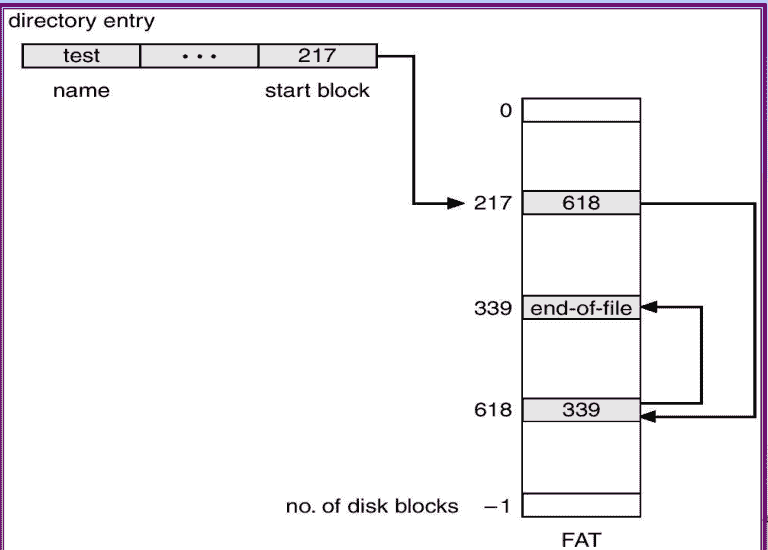 directory entry
test ••• 217
name start block
0
217 618
339 end-of-file
618 339
no. of disk blocks –1
FAT